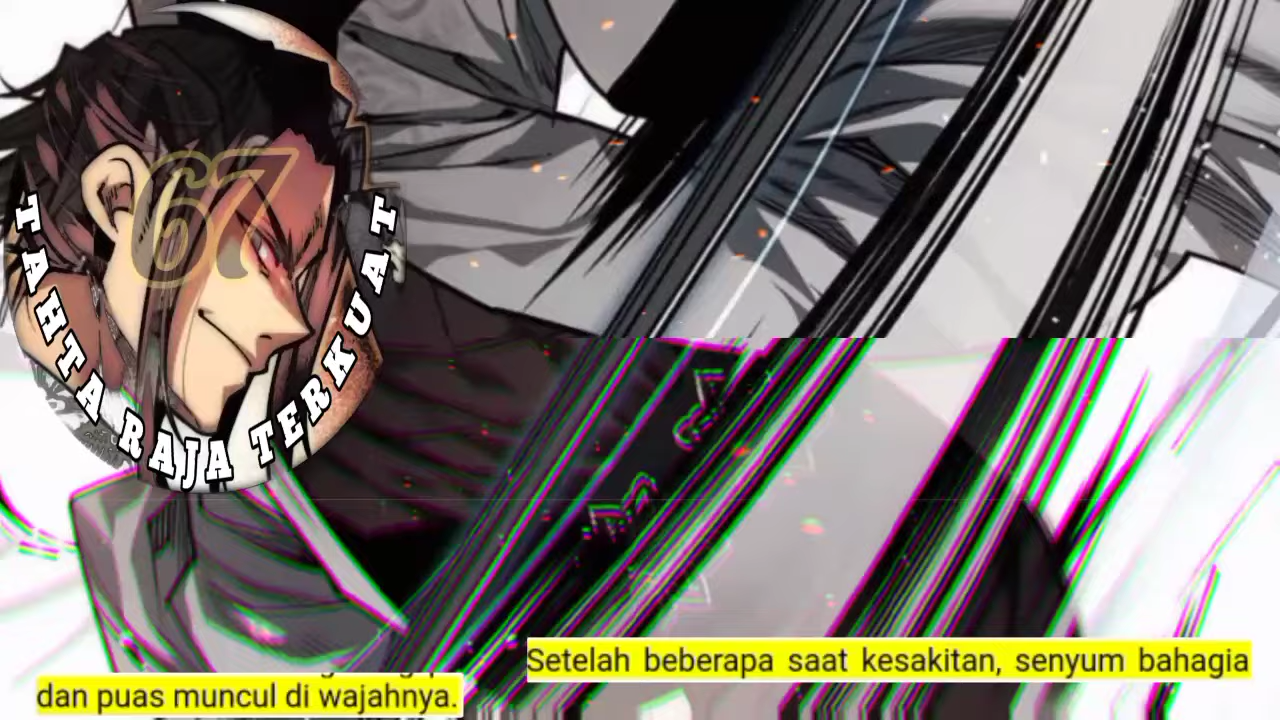 67
TAHTA RAJA TERKUAT
Setelah beberapa saat kesakitan, senyum bahagia
dan puas muncul di wajahnya.